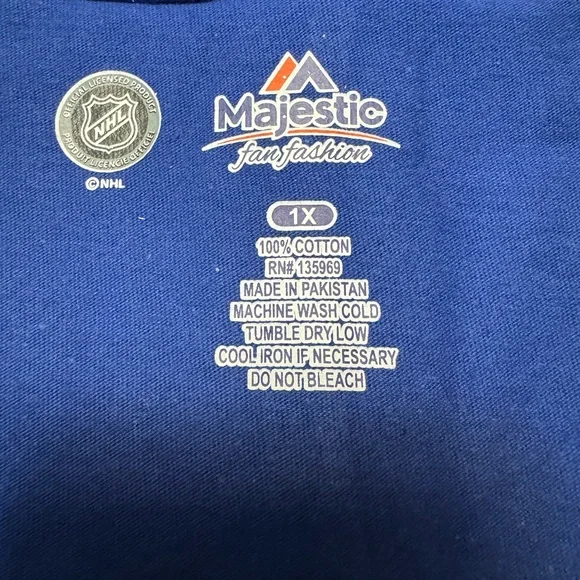 OFFICIAL LICENSED PRODUCT
NHL
PRODUIT LICENCIÉ OFFICIEL
©NHL
Majestic
fan fashion
1X
100% COTTON
RN# 135969
MADE IN PAKISTAN
MACHINE WASH COLD
TUMBLE DRY LOW
COOL IRON IF NECESSARY
DO NOT BLEACH